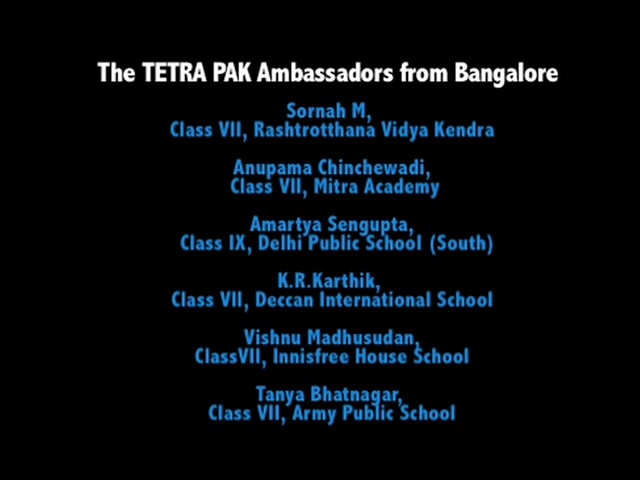 The TETRA PAK Ambassadors from Bangalore
Sornah M,
Class VII, Rashtrotthana Vidya Kendra
Anupama Chinchewadi,
Class VII, Mitra Academy
Amartya Sengupta,
Class IX, Delhi Public School (South)
K.R.Karthik,
Class VII, Deccan International School
Vishnu Madhusudan,
ClassVII, Innisfree House School
Tanya Bhatnagar,
Class VII, Army Public School